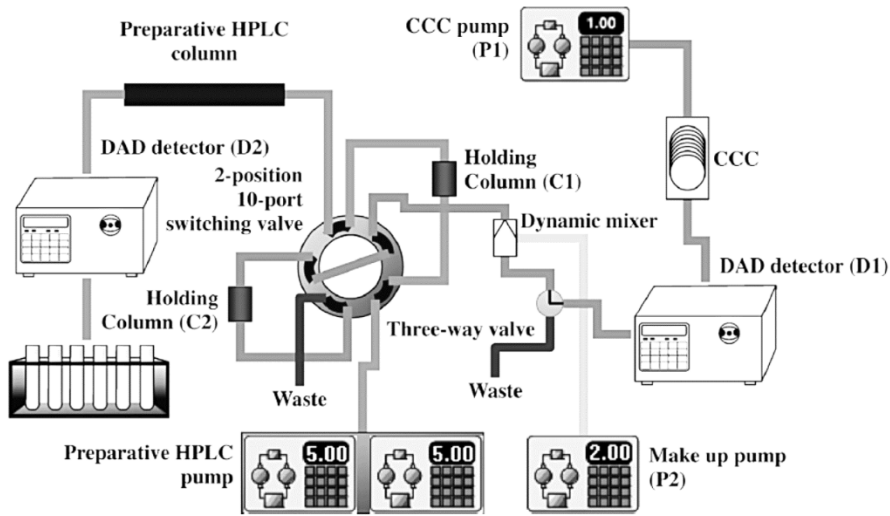 Preparative HPLC
column
CCC pump
(P1)
1.00
DAD detector (D2)
2-position
10-port
switching valve
Holding
Column (C1)
CCC
Dynamic mixer
DAD detector (D1)
Holding
Column (C2)
Three-way valve
Waste
Waste
Preparative HPLC
pump
5.00
5.00
2.00
Make up pump
(P2)